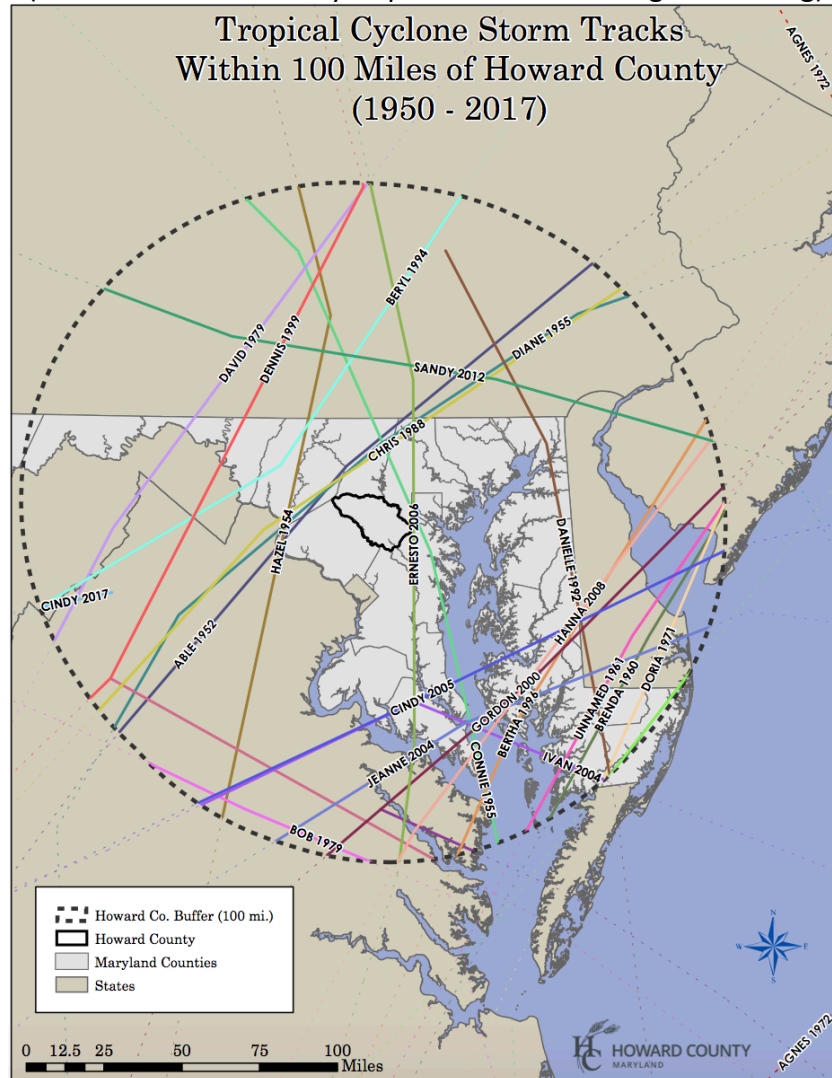 Tropical Cyclone Storm Tracks
Within 100 Miles of Howard County
(1950 - 2017)
AGNES 1972
BERYL 1994
DAVID 1979
DENNIS 1999
DIANE 1955
SANDY 2012
CHRIS 1988
HAZEL 1954
ERNESTO 2006
DANIELLE 1992
CINDY 2017
ABLE 1952
HANNA 2008
CINDY 2005
GORDON 2000
BERTHA 1996
UNNAMED 1961
BRENDA 1960
DORIA 1971
JEANNE 2004
CONNIE 1955
IVAN 2004
BOB 1979
Howard Co. Buffer (100 mi.)
Howard County
Maryland Counties
States
N
W E
S
0 12.5 25 50 75 100
Miles
HC HOWARD COUNTY
MARYLAND
AGNES 1972